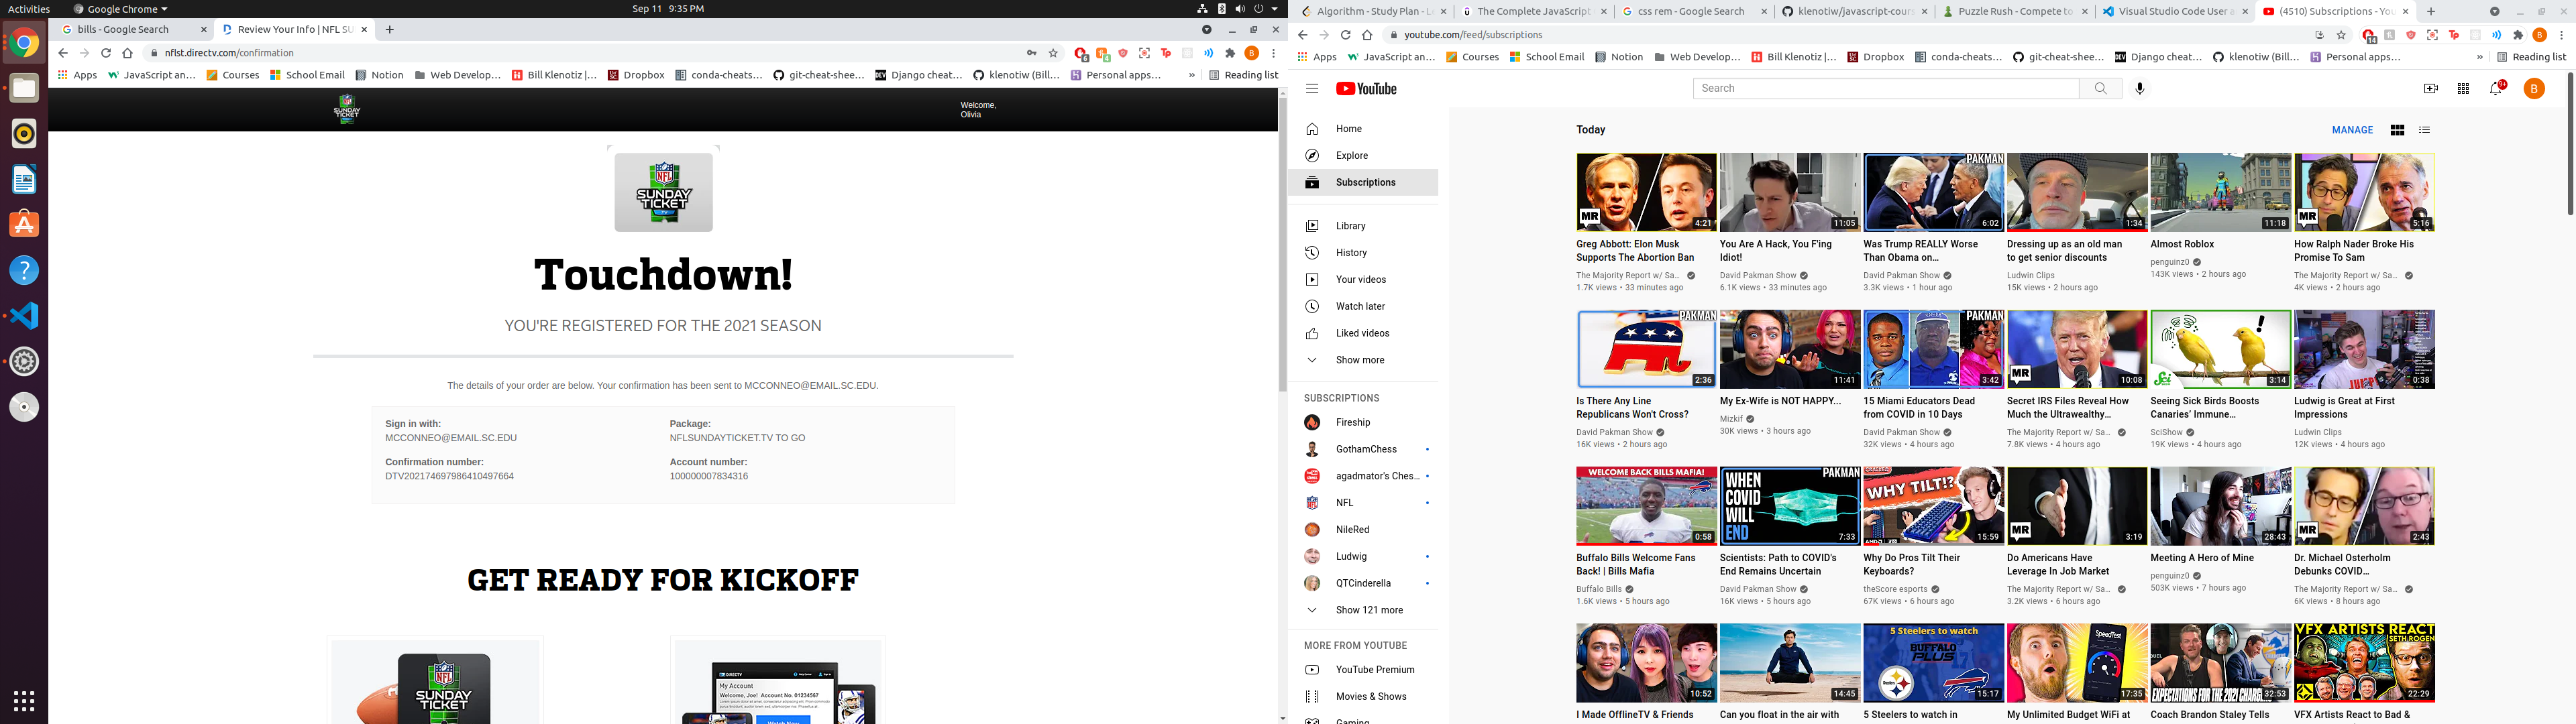 Activities
Google Chrome
Sep 11 9:35 PM
bills - Google Search
Review Your Info | NFL SU
nflst.directv.com/confirmation
Apps
JavaScript an…
Courses
School Email
Notion
Web Develop…
Bill Klenotiz |…
Dropbox
conda-cheats…
git-cheat-shee…
Django cheat…
klenotiw (Bill…
Personal apps…
»
Reading list
Welcome,
Olivia
NFL
SUNDAY
TICKET
Touchdown!
YOU'RE REGISTERED FOR THE 2021 SEASON
The details of your order are below. Your confirmation has been sent to MCCONNEO@EMAIL.SC.EDU.
Sign in with:
MCCONNEO@EMAIL.SC.EDU
Package:
NFLSUNDAYTICKET.TV TO GO
Confirmation number:
DTV202174697986410497664
Account number:
100000007834316
GET READY FOR KICKOFF
SUNDAY
TICKET
DIRECTV
My Account
Welcome, Joe! Account No. 01234567
Algorithm - Study Plan - L
The Complete JavaScript
css rem - Google Search
klenotiw/javascript-cours
Puzzle Rush - Compete to
Visual Studio Code User a
(4510) Subscriptions - You
youtube.com/feed/subscriptions
Apps
JavaScript an…
Courses
School Email
Notion
Web Develop…
Bill Klenotiz |…
Dropbox
conda-cheats…
git-cheat-shee…
Django cheat…
klenotiw (Bill…
Personal apps…
»
Reading list
YouTube
Search
9+
B
Home
Explore
Subscriptions
Library
History
Your videos
Watch later
Liked videos
Show more
SUBSCRIPTIONS
Fireship
GothamChess
agadmator's Ches…
NFL
NileRed
Ludwig
QTCinderella
Show 121 more
MORE FROM YOUTUBE
YouTube Premium
Movies & Shows
Gaming
Today
MANAGE
MR
4:21
11:05
PAKMAN
6:02
1:34
11:18
MR
5:16
Greg Abbott: Elon Musk
Supports The Abortion Ban
The Majority Report w/ Sa…
1.7K views • 33 minutes ago
You Are A Hack, You F'ing
Idiot!
David Pakman Show
6.1K views • 33 minutes ago
Was Trump REALLY Worse
Than Obama on…
David Pakman Show
3.3K views • 1 hour ago
Dressing up as an old man
to get senior discounts
Ludwin Clips
15K views • 2 hours ago
Almost Roblox
penguinz0
143K views • 2 hours ago
How Ralph Nader Broke His
Promise To Sam
The Majority Report w/ Sa…
4K views • 2 hours ago
PAKMAN
2:36
11:41
PAKMAN
3:42
MR
10:08
Sci
3:14
0:38
Is There Any Line
Republicans Won't Cross?
David Pakman Show
16K views • 2 hours ago
My Ex-Wife is NOT HAPPY...
Mizkif
30K views • 3 hours ago
15 Miami Educators Dead
from COVID in 10 Days
David Pakman Show
32K views • 4 hours ago
Secret IRS Files Reveal How
Much the Ultrawealthy…
The Majority Report w/ Sa…
7.8K views • 4 hours ago
Seeing Sick Birds Boosts
Canaries' Immune…
SciShow
19K views • 4 hours ago
Ludwig is Great at First
Impressions
Ludwin Clips
12K views • 4 hours ago
WELCOME BACK BILLS MAFIA!
0:58
WHEN
COVID
WILL
END
PAKMAN
7:33
WHY TILT!?
15:59
MR
3:19
28:43
MR
2:43
Buffalo Bills Welcome Fans
Back! | Bills Mafia
Buffalo Bills
1.6K views • 5 hours ago
Scientists: Path to COVID's
End Remains Uncertain
David Pakman Show
16K views • 5 hours ago
Why Do Pros Tilt Their
Keyboards?
theScore esports
67K views • 6 hours ago
Do Americans Have
Leverage In Job Market
The Majority Report w/ Sa…
3.2K views • 6 hours ago
Meeting A Hero of Mine
penguinz0
503K views • 7 hours ago
Dr. Michael Osterholm
Debunks COVID…
The Majority Report w/ Sa…
6K views • 8 hours ago
10:52
14:45
5 Steelers to watch
BUFFALO
PLUS
15:17
SPEEDTEST
17:35
EXPECTATIONS FOR THE 2021 CHARGE
32:53
VFX ARTISTS REACT
SETH ROGEN
22:29
I Made OfflineTV & Friends
Can you float in the air with
5 Steelers to watch in
My Unlimited Budget WiFi at
Coach Brandon Staley Tells
VFX Artists React to Bad &